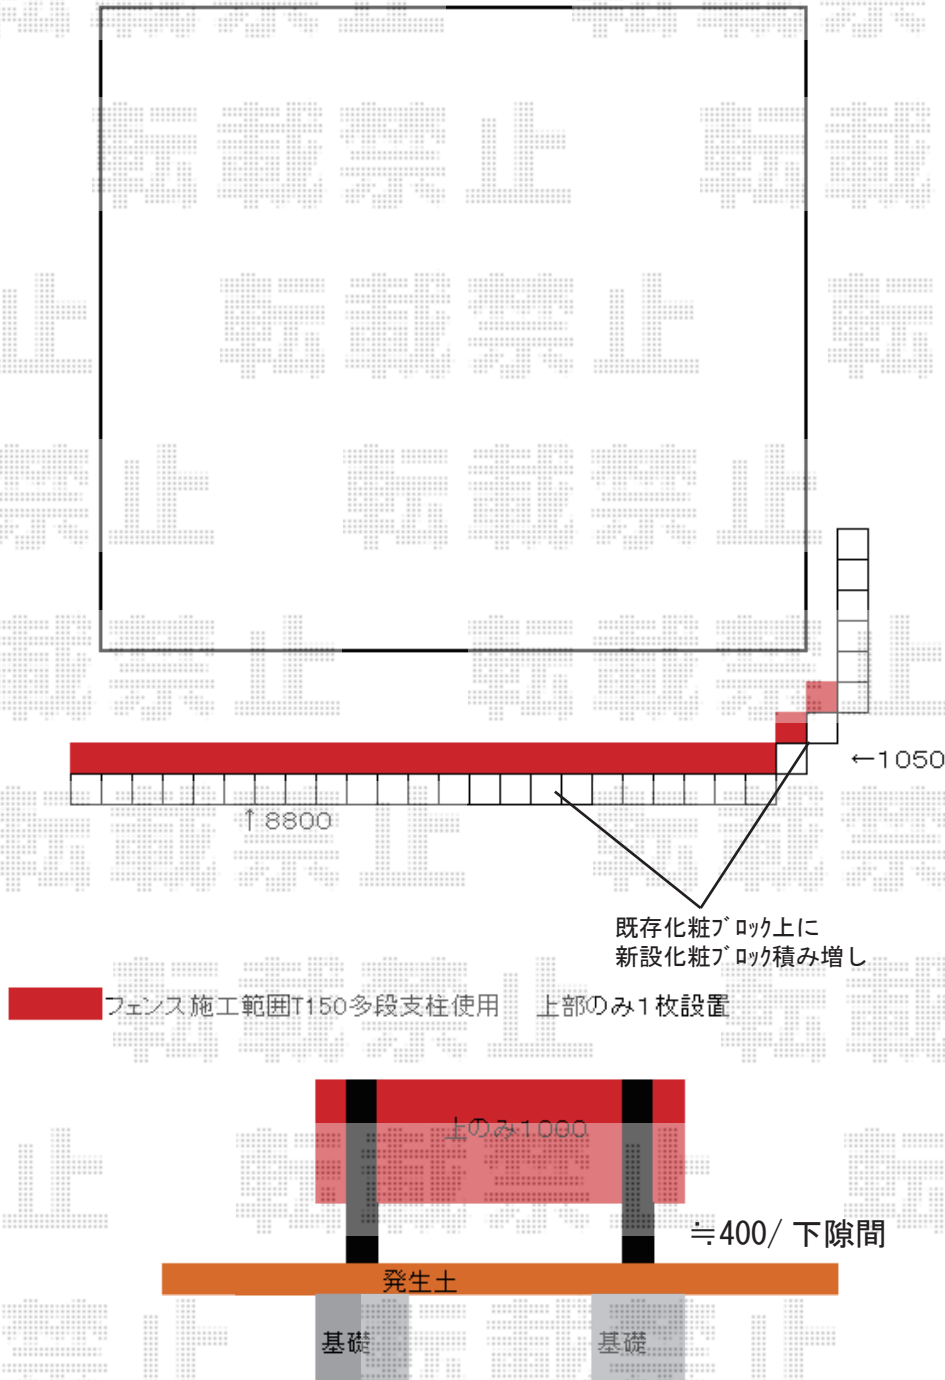 ←1050
↑8800
既存化粧ブロック上に
新設化粧ブロック積み増し
フェンス施工範囲T150多段支柱使用　上部のみ1枚設置
上のみ1000
≒400/ 下隙間
発生土
基礎 基礎
転載禁止